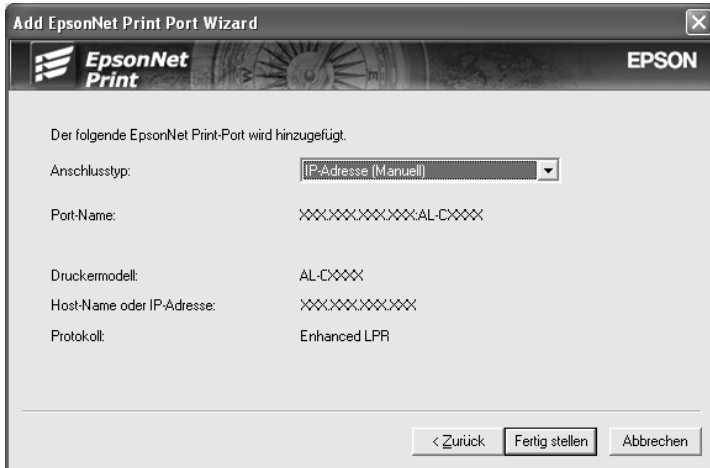 Add EpsonNet Print Port Wizard
EpsonNet
Print
EPSON
Der folgende EpsonNet Print-Port wird hinzugefügt.
Anschlusstyp: IP-Adresse (Manuell)
Port-Name: XXX.XXX.XXX.XXX:AL-CXXXX
Druckermodell: AL-CXXXX
Host-Name oder IP-Adresse: XXX.XXX.XXX.XXX
Protokoll: Enhanced LPR
< Zurück Fertig stellen Abbrechen